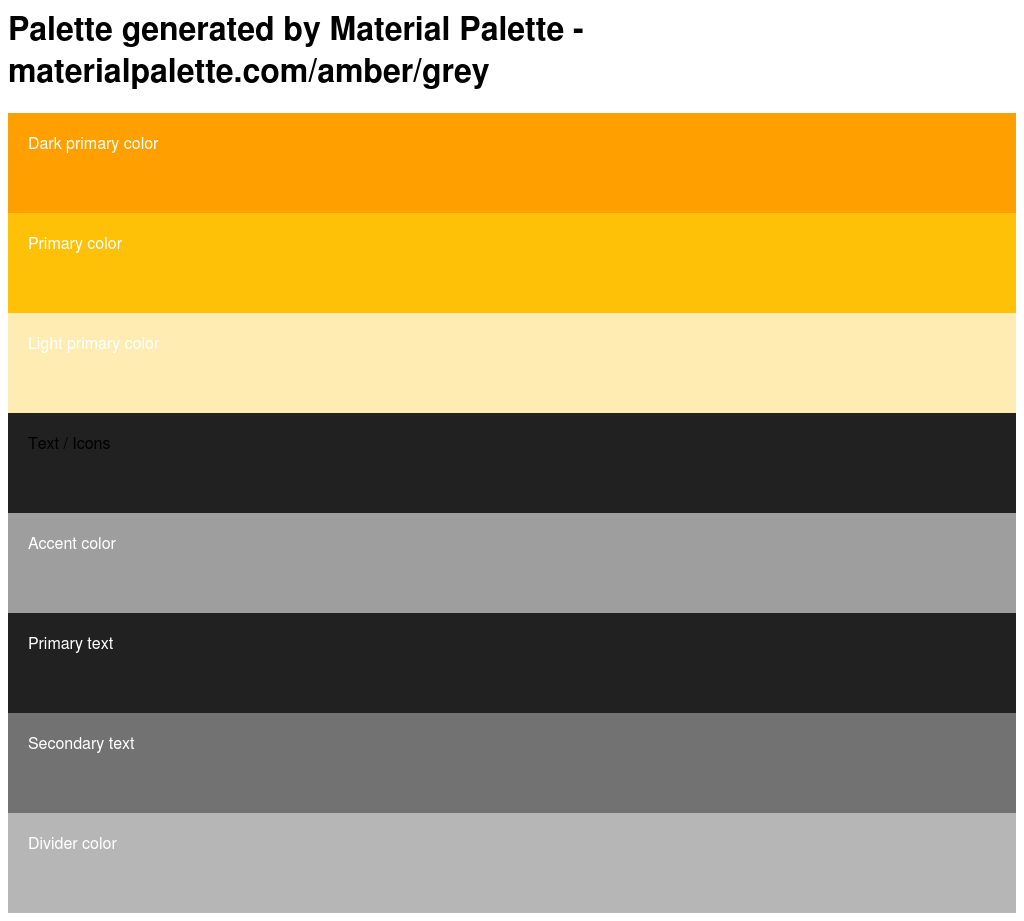 Palette generated by Material Palette -
materialpalette.com/amber/grey
Dark primary color
Primary color
Light primary color
Text / Icons
Accent color
Primary text
Secondary text
Divider color